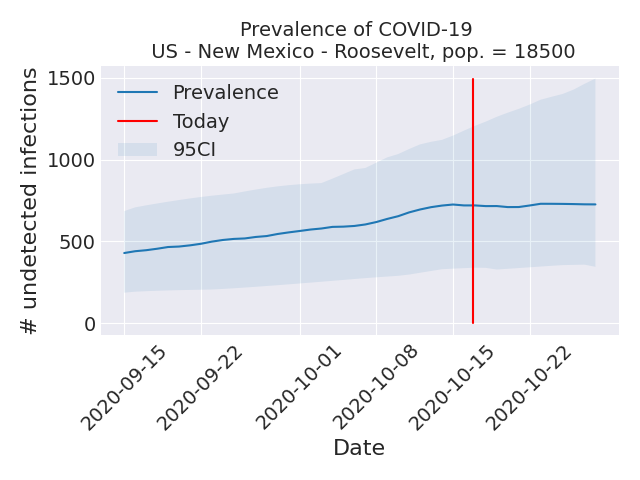 Prevalence of COVID-19
US - New Mexico - Roosevelt, pop. = 18500
# undetected infections
1500
1000
500
0
Prevalence
Today
95CI
2020-09-15
2020-09-22
2020-10-01
2020-10-08
2020-10-15
2020-10-22
Date